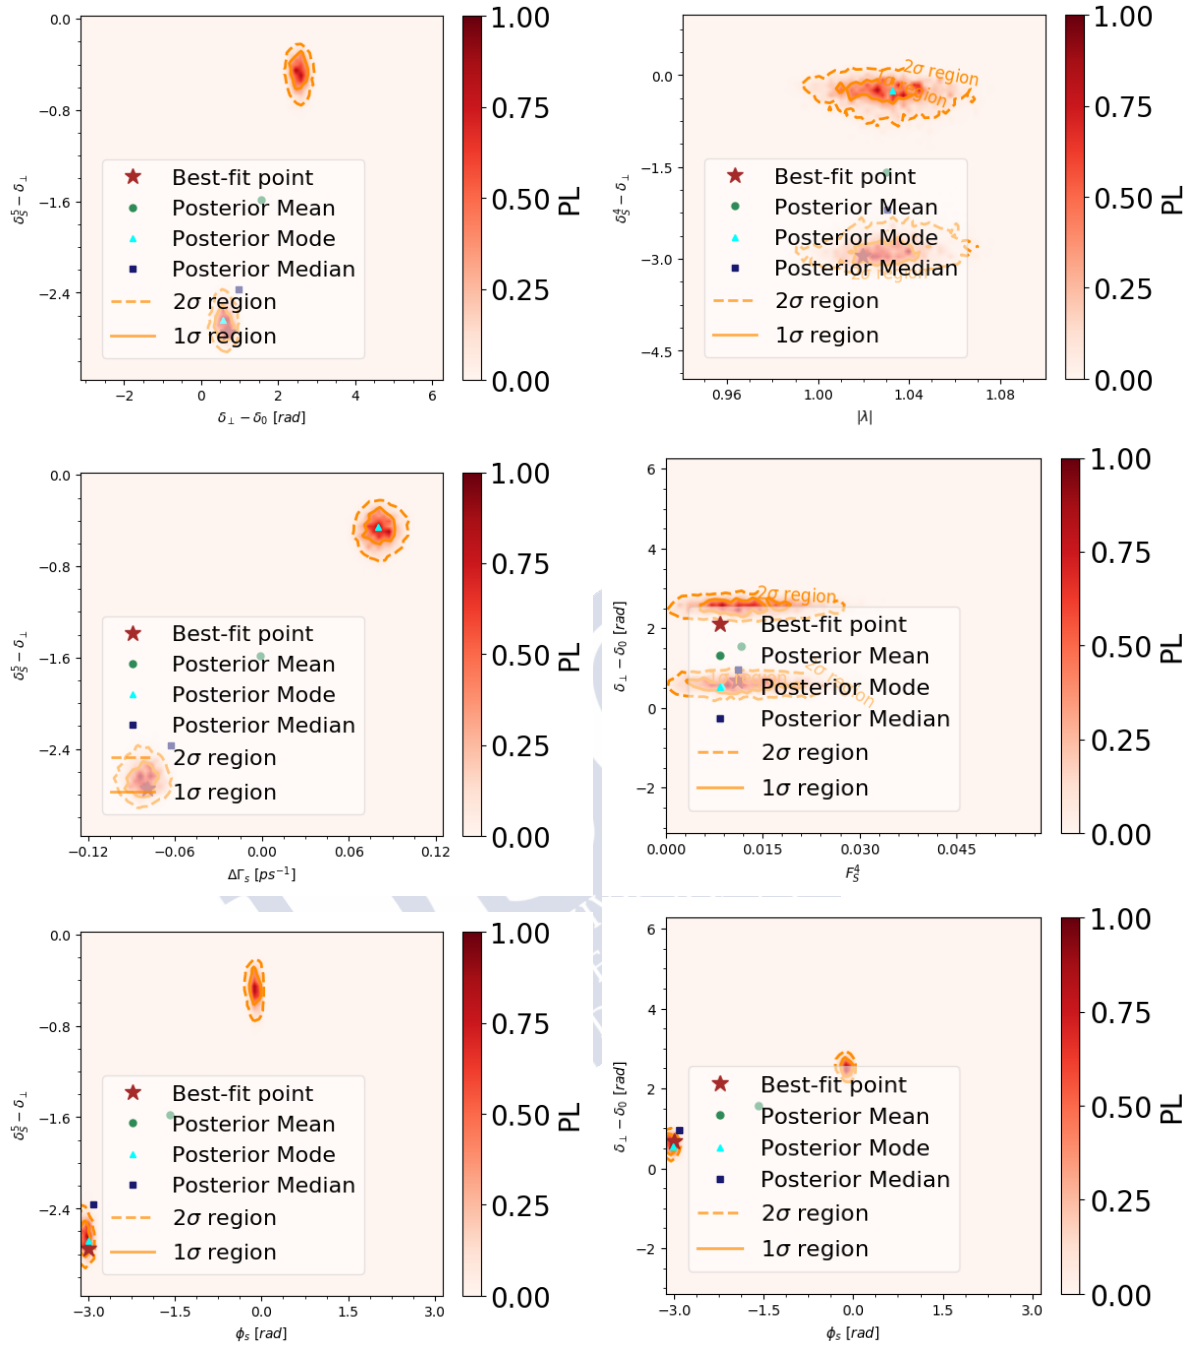 0.0
−0.8
−1.6
−2.4
δ_S^5 − δ_⊥
Best-fit point
Posterior Mean
Posterior Mode
Posterior Median
2σ region
1σ region
−2 0 2 4 6
δ_⊥ − δ_0 [rad]
1.00
0.75
0.50
0.25
0.00
PL
0.0
−1.5
−3.0
−4.5
δ_S^4 − δ_⊥
2σ region
Best-fit point
Posterior Mean
Posterior Mode
Posterior Median
2σ region
1σ region
0.96 1.00 1.04 1.08
|λ|
1.00
0.75
0.50
0.25
0.00
PL
0.0
−0.8
−1.6
−2.4
δ_S^5 − δ_⊥
Best-fit point
Posterior Mean
Posterior Mode
Posterior Median
2σ region
1σ region
−0.12 −0.06 0.00 0.06 0.12
ΔΓ_s [ps^−1]
1.00
0.75
0.50
0.25
0.00
PL
6
4
2
0
−2
δ_⊥ − δ_0 [rad]
2σ region
2σ region
Best-fit point
Posterior Mean
Posterior Mode
Posterior Median
2σ region
1σ region
0.000 0.015 0.030 0.045
F_S^4
1.00
0.75
0.50
0.25
0.00
PL
0.0
−0.8
−1.6
−2.4
δ_S^5 − δ_⊥
Best-fit point
Posterior Mean
Posterior Mode
Posterior Median
2σ region
1σ region
−3.0 −1.5 0.0 1.5 3.0
ϕ_s [rad]
1.00
0.75
0.50
0.25
0.00
PL
6
4
2
0
−2
δ_⊥ − δ_0 [rad]
Best-fit point
Posterior Mean
Posterior Mode
Posterior Median
2σ region
1σ region
−3.0 −1.5 0.0 1.5 3.0
ϕ_s [rad]
1.00
0.75
0.50
0.25
0.00
PL